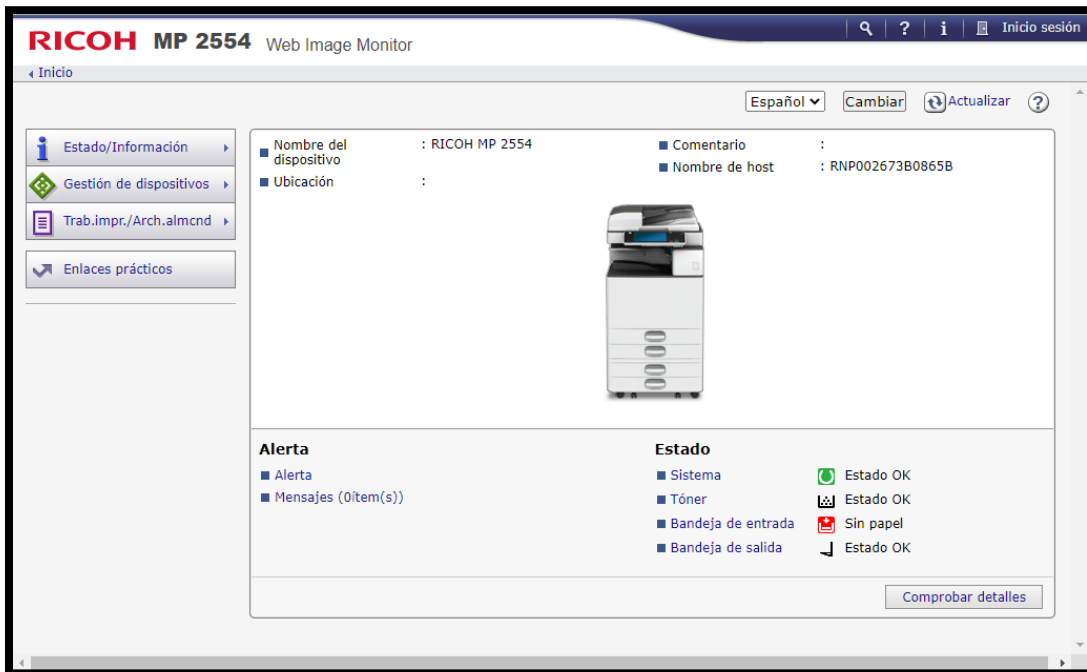 RICOH MP 2554 Web Image Monitor
? i Inicio sesión
Inicio
Español Cambiar Actualizar ?
Estado/Información
Gestión de dispositivos
Trab.impr./Arch.almcnd
Enlaces prácticos
Nombre del dispositivo : RICOH MP 2554
Comentario :
Ubicación :
Nombre de host : RNP002673B0865B
Alerta
Alerta
Mensajes (0ítem(s))
Estado
Sistema Estado OK
Tóner Estado OK
Bandeja de entrada Sin papel
Bandeja de salida Estado OK
Comprobar detalles